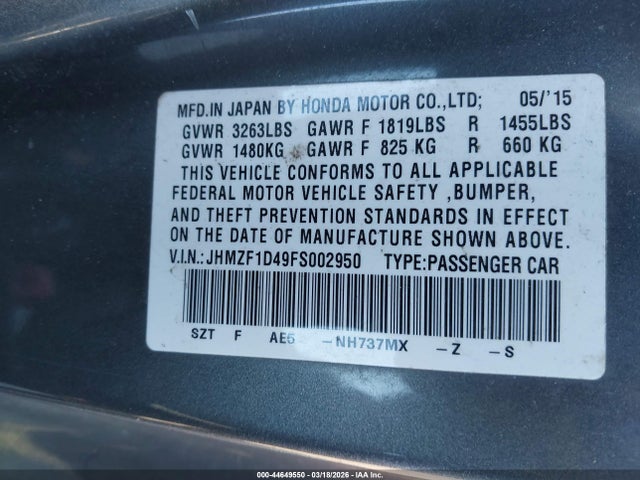 MFD.IN JAPAN BY HONDA MOTOR CO.,LTD; 05/'15
GVWR 3263LBS GAWR F 1819LBS R 1455LBS
GVWR 1480KG GAWR F 825 KG R 660 KG
THIS VEHICLE CONFORMS TO ALL APPLICABLE
FEDERAL MOTOR VEHICLE SAFETY ,BUMPER,
AND THEFT PREVENTION STANDARDS IN EFFECT
ON THE DATE OF MANUFACTURE SHOWN ABOVE.
V.I.N.:JHMZF1D49FS002950 TYPE:PASSENGER CAR
SZT F AE5 -NH737MX -Z -S
000-44649550 | 03/18/2026 | IAA Inc.